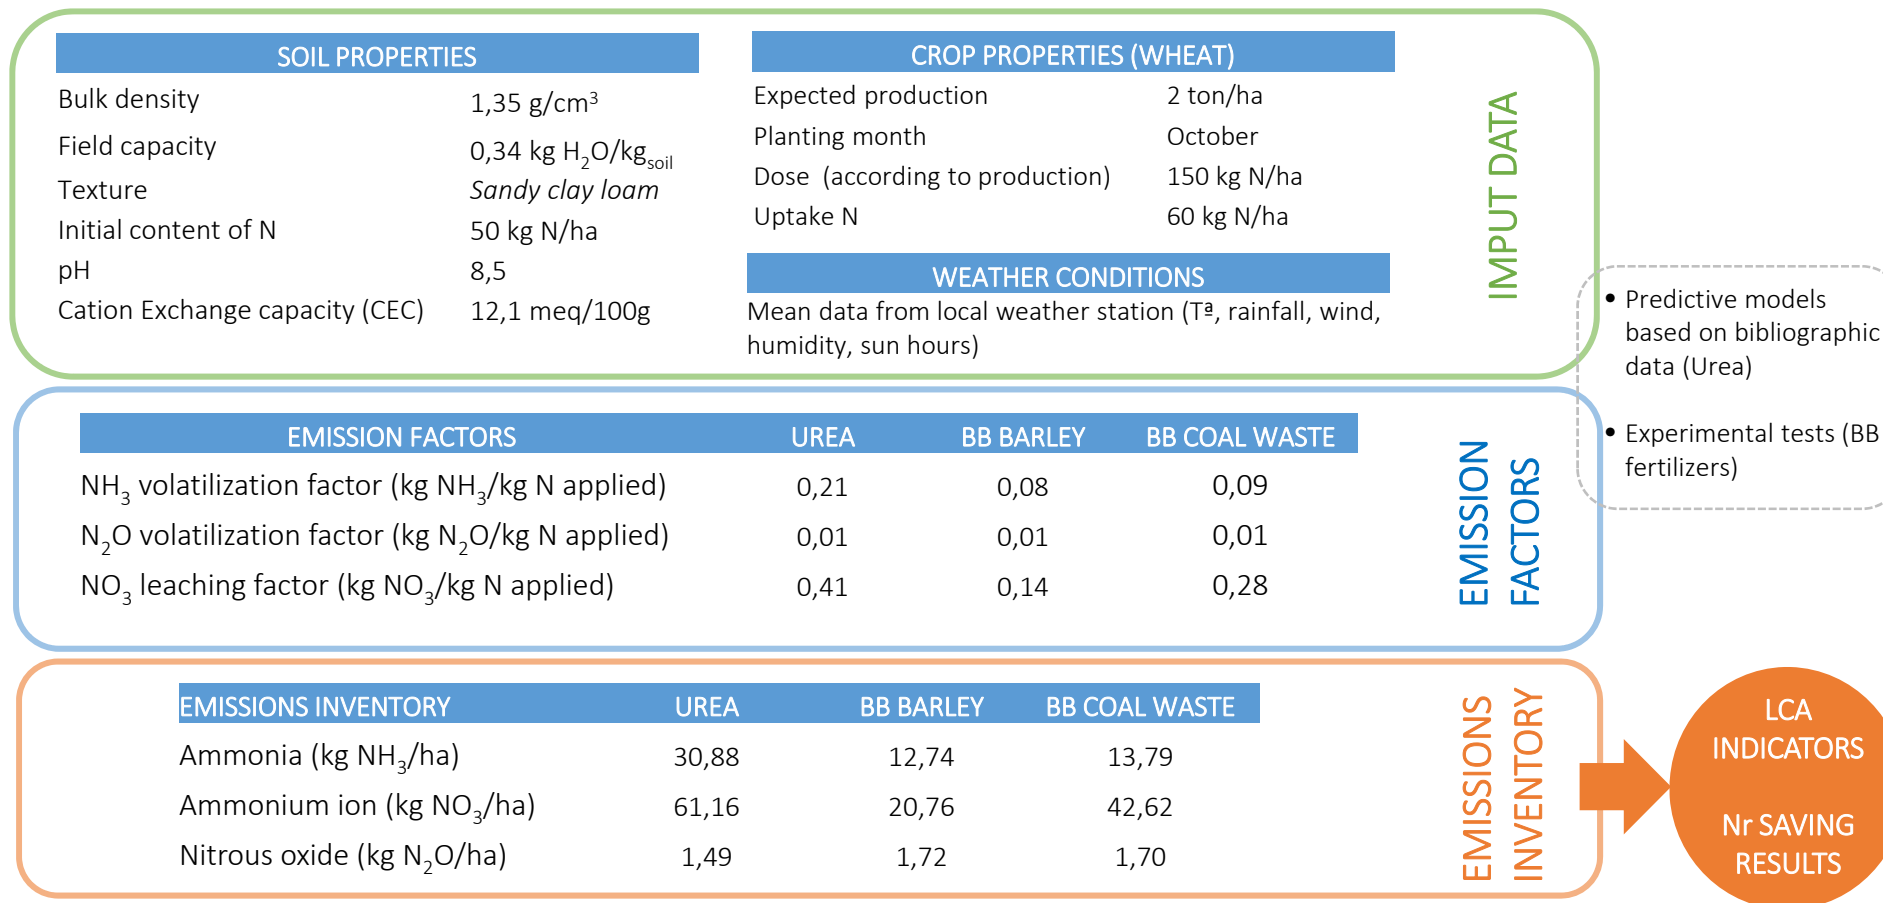 SOIL PROPERTIES
Bulk density 1,35 g/cm³
Field capacity 0,34 kg H₂O/kg_soil
Texture Sandy clay loam
Initial content of N 50 kg N/ha
pH 8,5
Cation Exchange capacity (CEC) 12,1 meq/100g
CROP PROPERTIES (WHEAT)
Expected production 2 ton/ha
Planting month October
Dose (according to production) 150 kg N/ha
Uptake N 60 kg N/ha
WEATHER CONDITIONS
Mean data from local weather station (Tª, rainfall, wind,
humidity, sun hours)
IMPUT DATA
• Predictive models
based on bibliographic
data (Urea)
• Experimental tests (BB
fertilizers)
EMISSION FACTORS UREA BB BARLEY BB COAL WASTE
NH₃ volatilization factor (kg NH₃/kg N applied) 0,21 0,08 0,09
N₂O volatilization factor (kg N₂O/kg N applied) 0,01 0,01 0,01
NO₃ leaching factor (kg NO₃/kg N applied) 0,41 0,14 0,28
EMISSION
FACTORS
EMISSIONS INVENTORY UREA BB BARLEY BB COAL WASTE
Ammonia (kg NH₃/ha) 30,88 12,74 13,79
Ammonium ion (kg NO₃/ha) 61,16 20,76 42,62
Nitrous oxide (kg N₂O/ha) 1,49 1,72 1,70
EMISSIONS
INVENTORY
LCA
INDICATORS
Nr SAVING
RESULTS